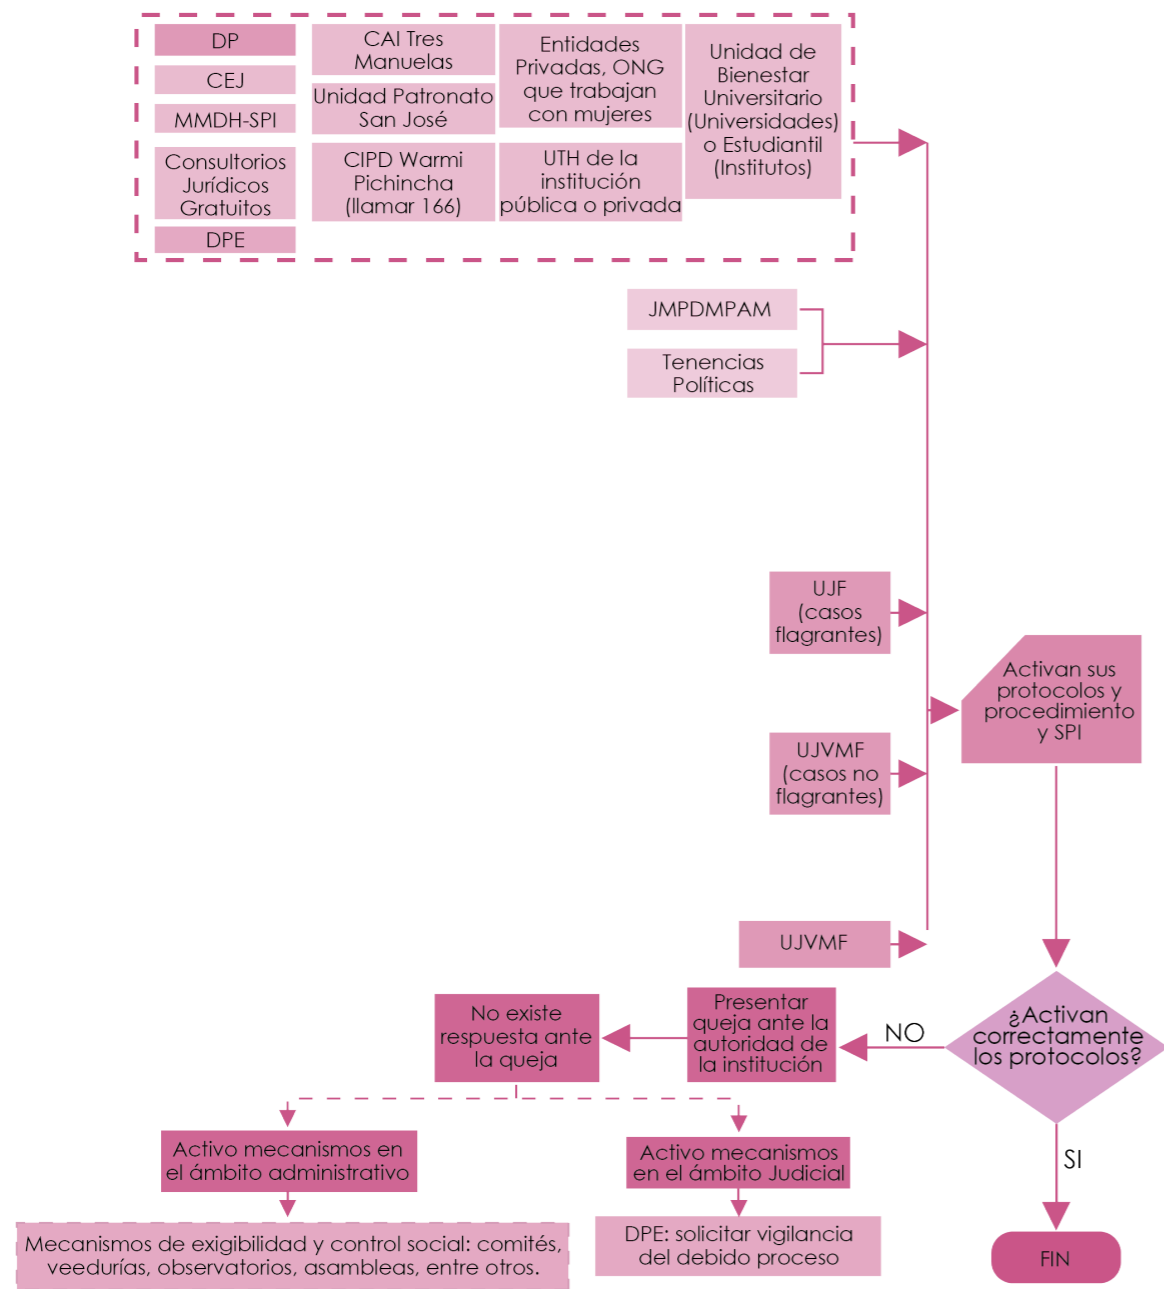 DP
CEJ
MMDH-SPI
Consultorios
Jurídicos
Gratuitos
DPE
CAI Tres
Manuelas
Unidad Patronato
San José
CIPD Warmi
Pichincha
(llamar 166)
Entidades
Privadas, ONG
que trabajan
con mujeres
UTH de la
institución
pública o privada
Unidad de
Bienestar
Universitario
(Universidades)
o Estudiantil
(Institutos)
JMPDMPAM
Tenencias
Políticas
UJF
(casos
flagrantes)
Activan sus
protocolos y
procedimiento
y SPI
UJVMF
(casos no
flagrantes)
UJVMF
¿Activan
correctamente
los protocolos?
NO
Presentar
queja ante la
autoridad de
la institución
No existe
respuesta ante
la queja
Activo mecanismos en
el ámbito administrativo
Activo mecanismos
en el ámbito Judicial
SI
Mecanismos de exigibilidad y control social: comités,
veedurías, observatorios, asambleas, entre otros.
DPE: solicitar vigilancia
del debido proceso
FIN